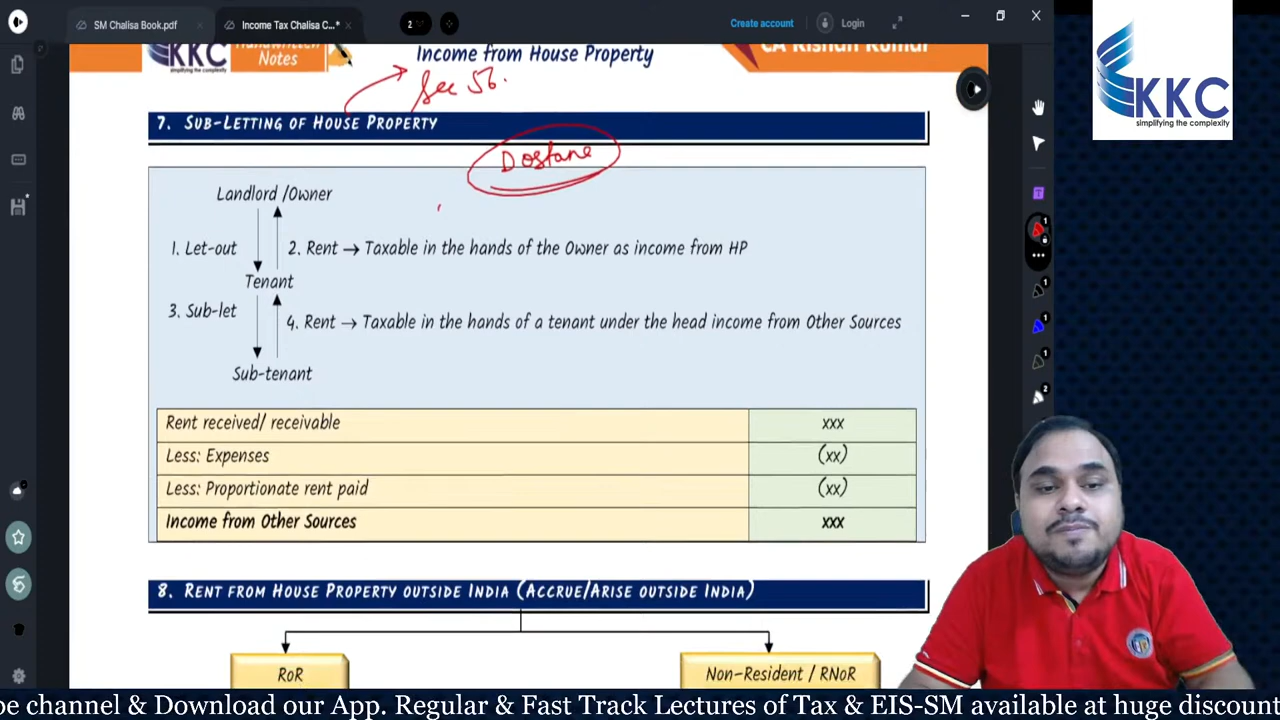 SM Chalisa Book.pdf
Income Tax Chalisa C...*
2
Create account
Login
KKC
simplifying the complexity
Handwritten
Notes
Income from House Property
CA Kishan Kumar
KKC
simplifying the complexity
Sec 56.
7. SUB-LETTING OF HOUSE PROPERTY
Dostane
Landlord /Owner
1. Let-out
2. Rent → Taxable in the hands of the Owner as income from HP
Tenant
3. Sub-let
4. Rent → Taxable in the hands of a tenant under the head income from Other Sources
Sub-tenant
Rent received/ receivable xxx
Less: Expenses (xx)
Less: Proportionate rent paid (xx)
Income from Other Sources xxx
8. RENT FROM HOUSE PROPERTY OUTSIDE INDIA (ACCRUE/ARISE OUTSIDE INDIA)
RoR
Non-Resident / RNoR
be channel & Download our App. Regular & Fast Track Lectures of Tax & EIS-SM available at huge discount